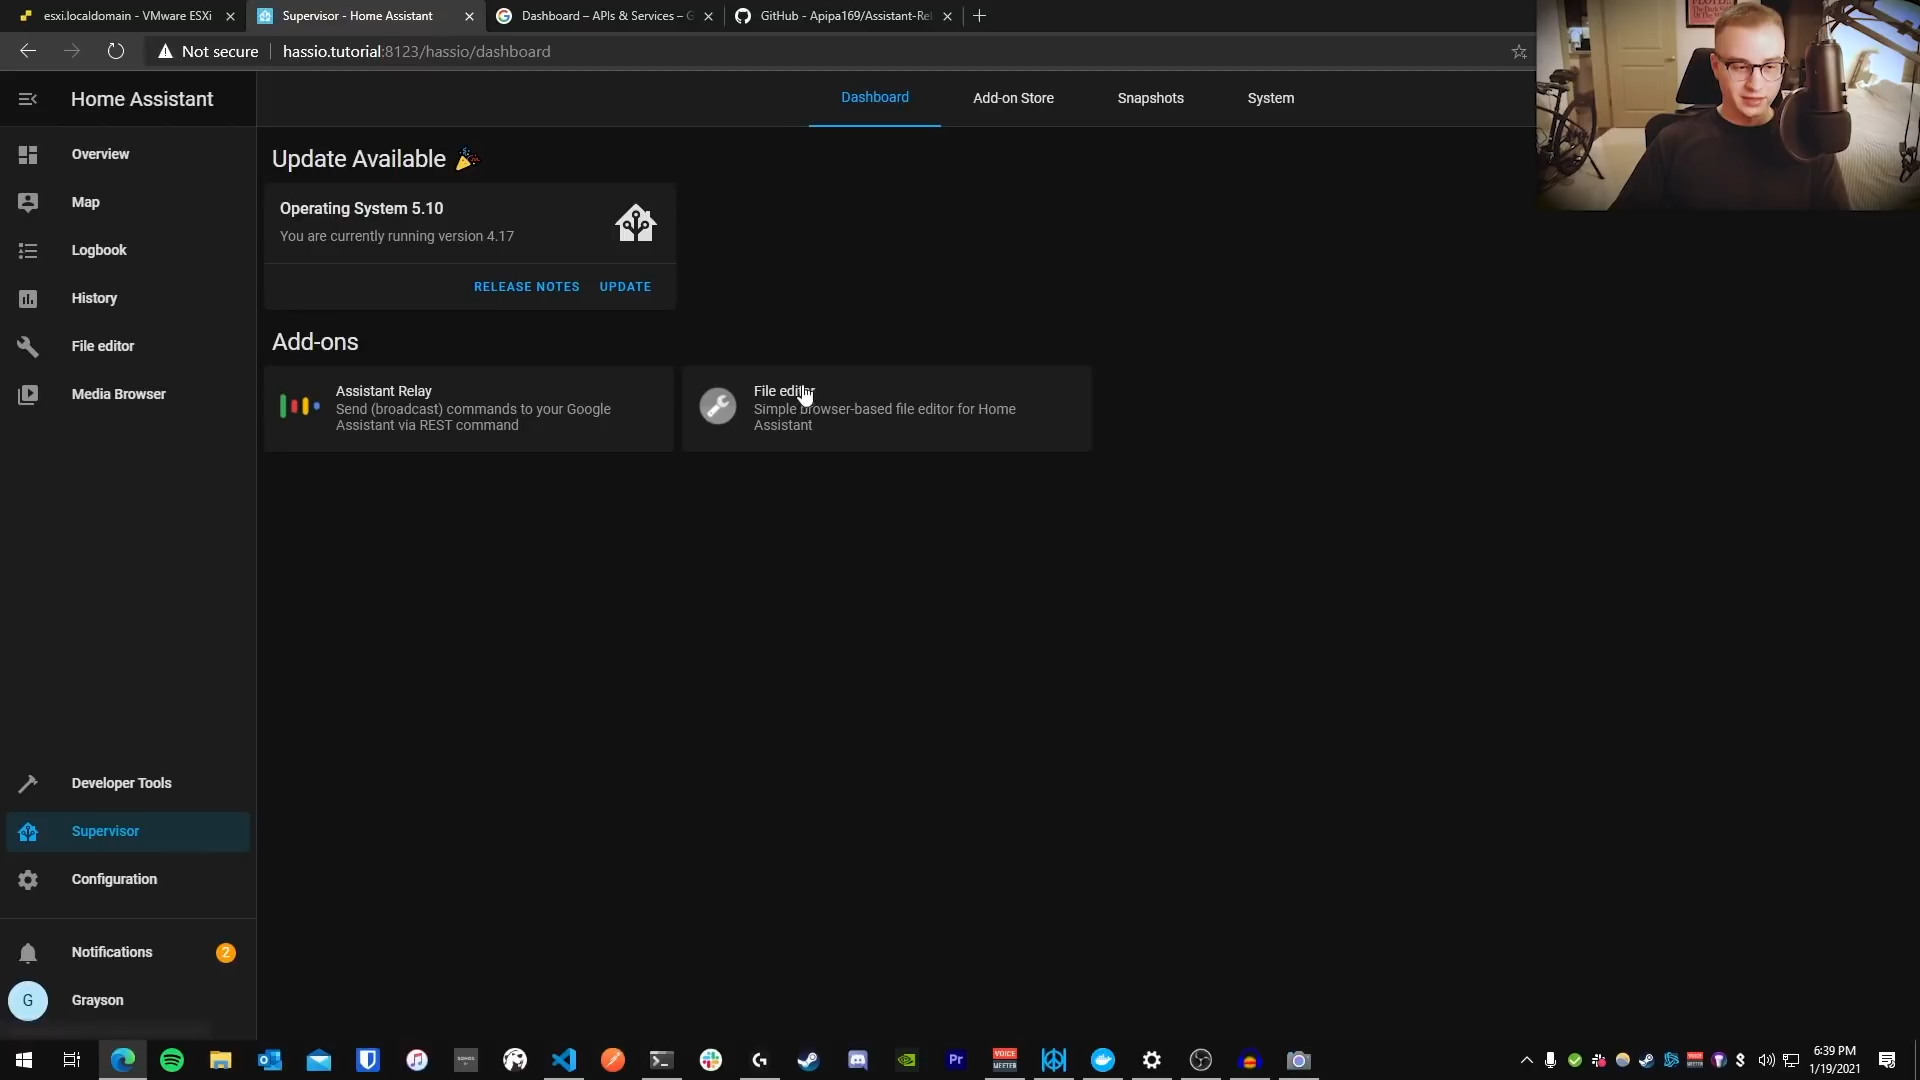 esxi.localdomain - VMware ESXi
Supervisor - Home Assistant
Dashboard – APIs & Services – G
GitHub - Apipa169/Assistant-Rel
Not secure
hassio.tutorial:8123/hassio/dashboard
Home Assistant
Dashboard
Add-on Store
Snapshots
System
Overview
Map
Logbook
History
File editor
Media Browser
Update Available
Operating System 5.10
You are currently running version 4.17
RELEASE NOTES
UPDATE
Add-ons
Assistant Relay
Send (broadcast) commands to your Google
Assistant via REST command
File editor
Simple browser-based file editor for Home
Assistant
Developer Tools
Supervisor
Configuration
Notifications
2
G
Grayson
SONOS
Pr
VOICE
MEETER
6:39 PM
1/19/2021